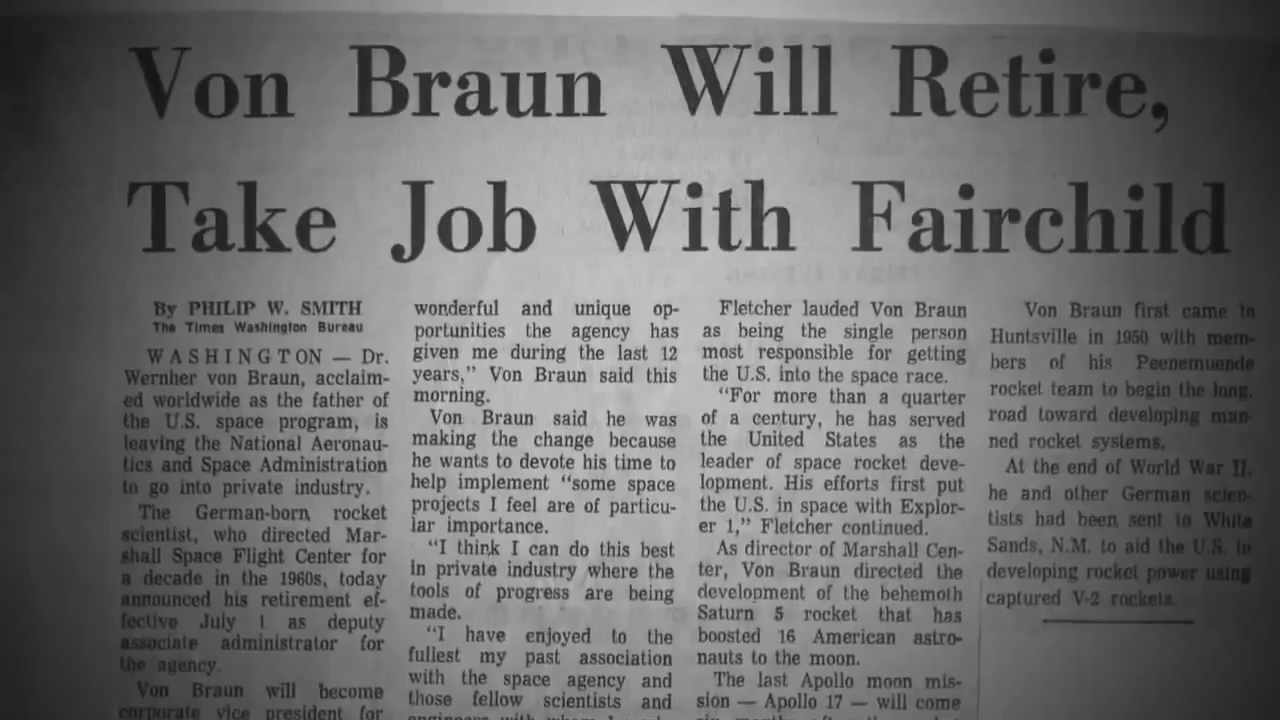 Von Braun Will Retire,
Take Job With Fairchild
By PHILIP W. SMITH
The Times Washington Bureau
WASHINGTON — Dr.
Wernher von Braun, acclaim-
ed worldwide as the father of
the U.S. space program, is
leaving the National Aeronau-
tics and Space Administration
to go into private industry.
The German-born rocket
scientist, who directed Mar-
shall Space Flight Center for
a decade in the 1960s, today
announced his retirement ef-
fective July 1 as deputy
associate administrator for
the agency.
Von Braun will become
corporate vice president for
wonderful and unique op-
portunities the agency has
given me during the last 12
years," Von Braun said this
morning.
Von Braun said he was
making the change because
he wants to devote his time to
help implement "some space
projects I feel are of particu-
lar importance.
"I think I can do this best
in private industry where the
tools of progress are being
made.
"I have enjoyed to the
fullest my past association
with the space agency and
those fellow scientists and
Fletcher lauded Von Braun
as being the single person
most responsible for getting
the U.S. into the space race.
"For more than a quarter
of a century, he has served
the United States as the
leader of space rocket deve-
lopment. His efforts first put
the U.S. in space with Explor-
er 1," Fletcher continued.
As director of Marshall Cen-
ter, Von Braun directed the
development of the behemoth
Saturn 5 rocket that has
boosted 16 American astro-
nauts to the moon.
The last Apollo moon mis-
sion — Apollo 17 — will come
Von Braun first came to
Huntsville in 1950 with mem-
bers of his Peenemuende
rocket team to begin the long,
road toward developing man-
ned rocket systems.
At the end of World War II,
he and other German scien-
tists had been sent to White
Sands, N.M. to aid the U.S. in
developing rocket power using
captured V-2 rockets.